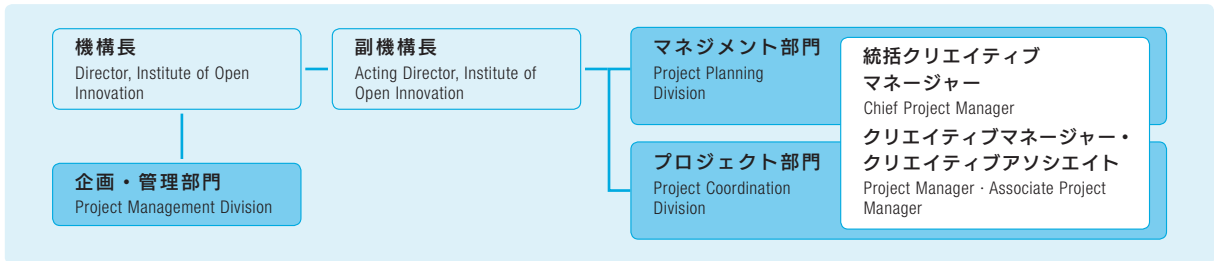 機構長
Director, Institute of Open
Innovation
副機構長
Acting Director, Institute of
Open Innovation
マネジメント部門
Project Planning
Division
統括クリエイティブ
マネージャー
Chief Project Manager
クリエイティブマネージャー・
クリエイティブアソシエイト
Project Manager · Associate Project
Manager
企画・管理部門
Project Management Division
プロジェクト部門
Project Coordination
Division